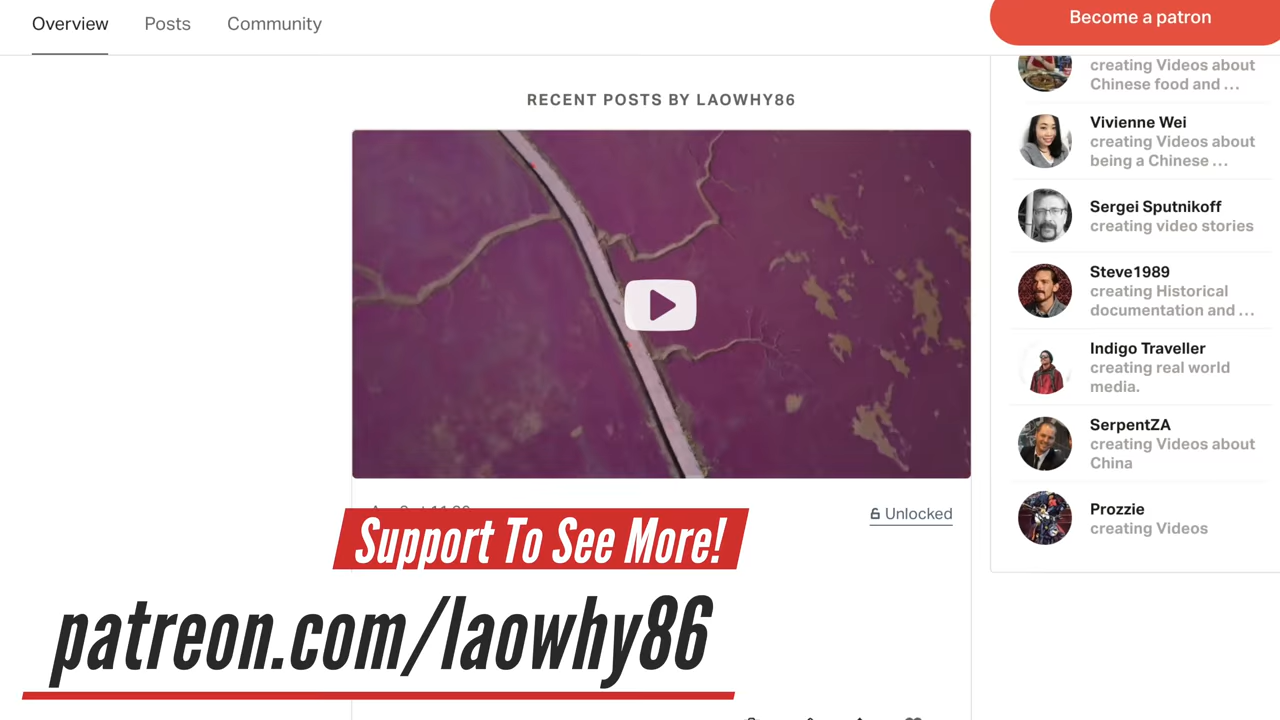 Overview
Posts
Community
Become a patron
RECENT POSTS BY LAOWHY86
creating Videos about
Chinese food and ...
Vivienne Wei
creating Videos about
being a Chinese ...
Sergei Sputnikoff
creating video stories
Steve1989
creating Historical
documentation and ...
Indigo Traveller
creating real world
media.
SerpentZA
creating Videos about
China
Prozzie
creating Videos
Unlocked
Support To See More!
patreon.com/laowhy86